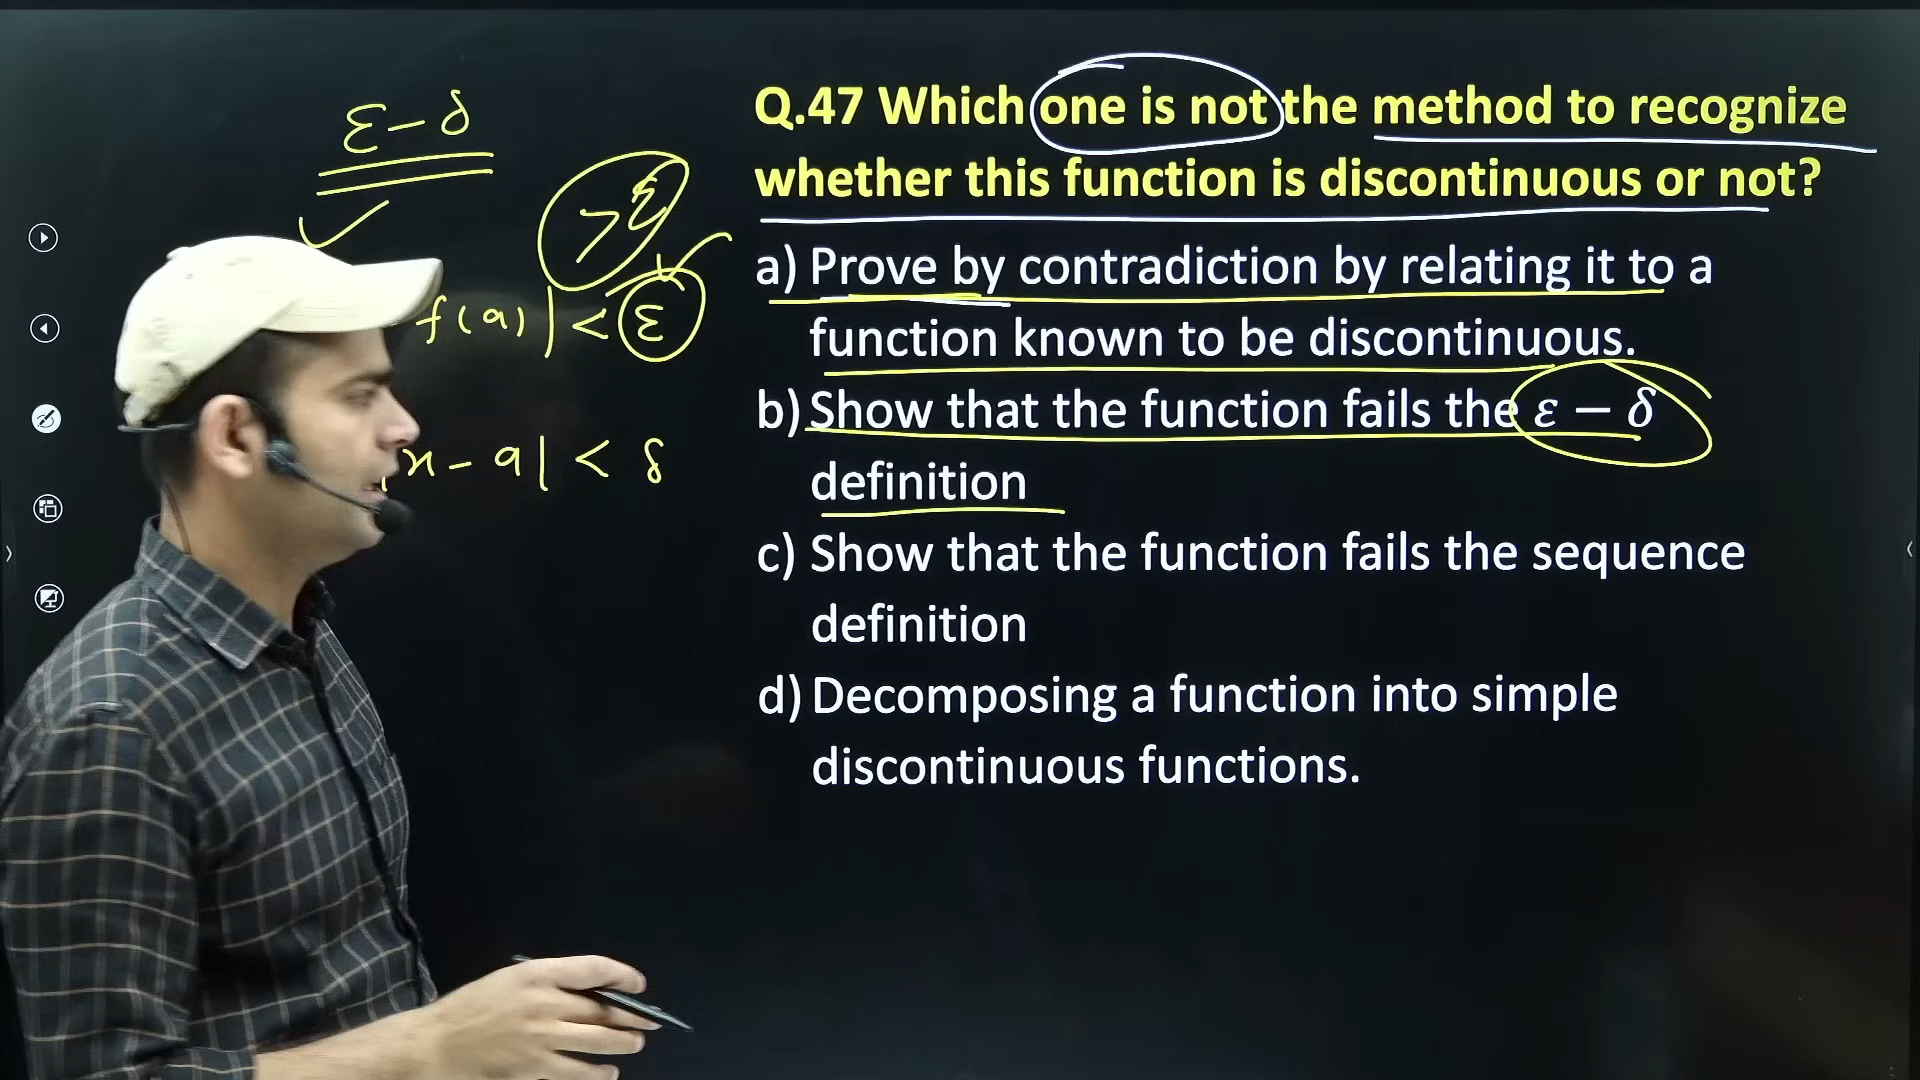 ε-δ
>ε
f(a)|<ε
|x-a|<δ
Q.47 Which one is not the method to recognize
whether this function is discontinuous or not?
a) Prove by contradiction by relating it to a
function known to be discontinuous.
b) Show that the function fails the ε − δ
definition
c) Show that the function fails the sequence
definition
d) Decomposing a function into simple
discontinuous functions.